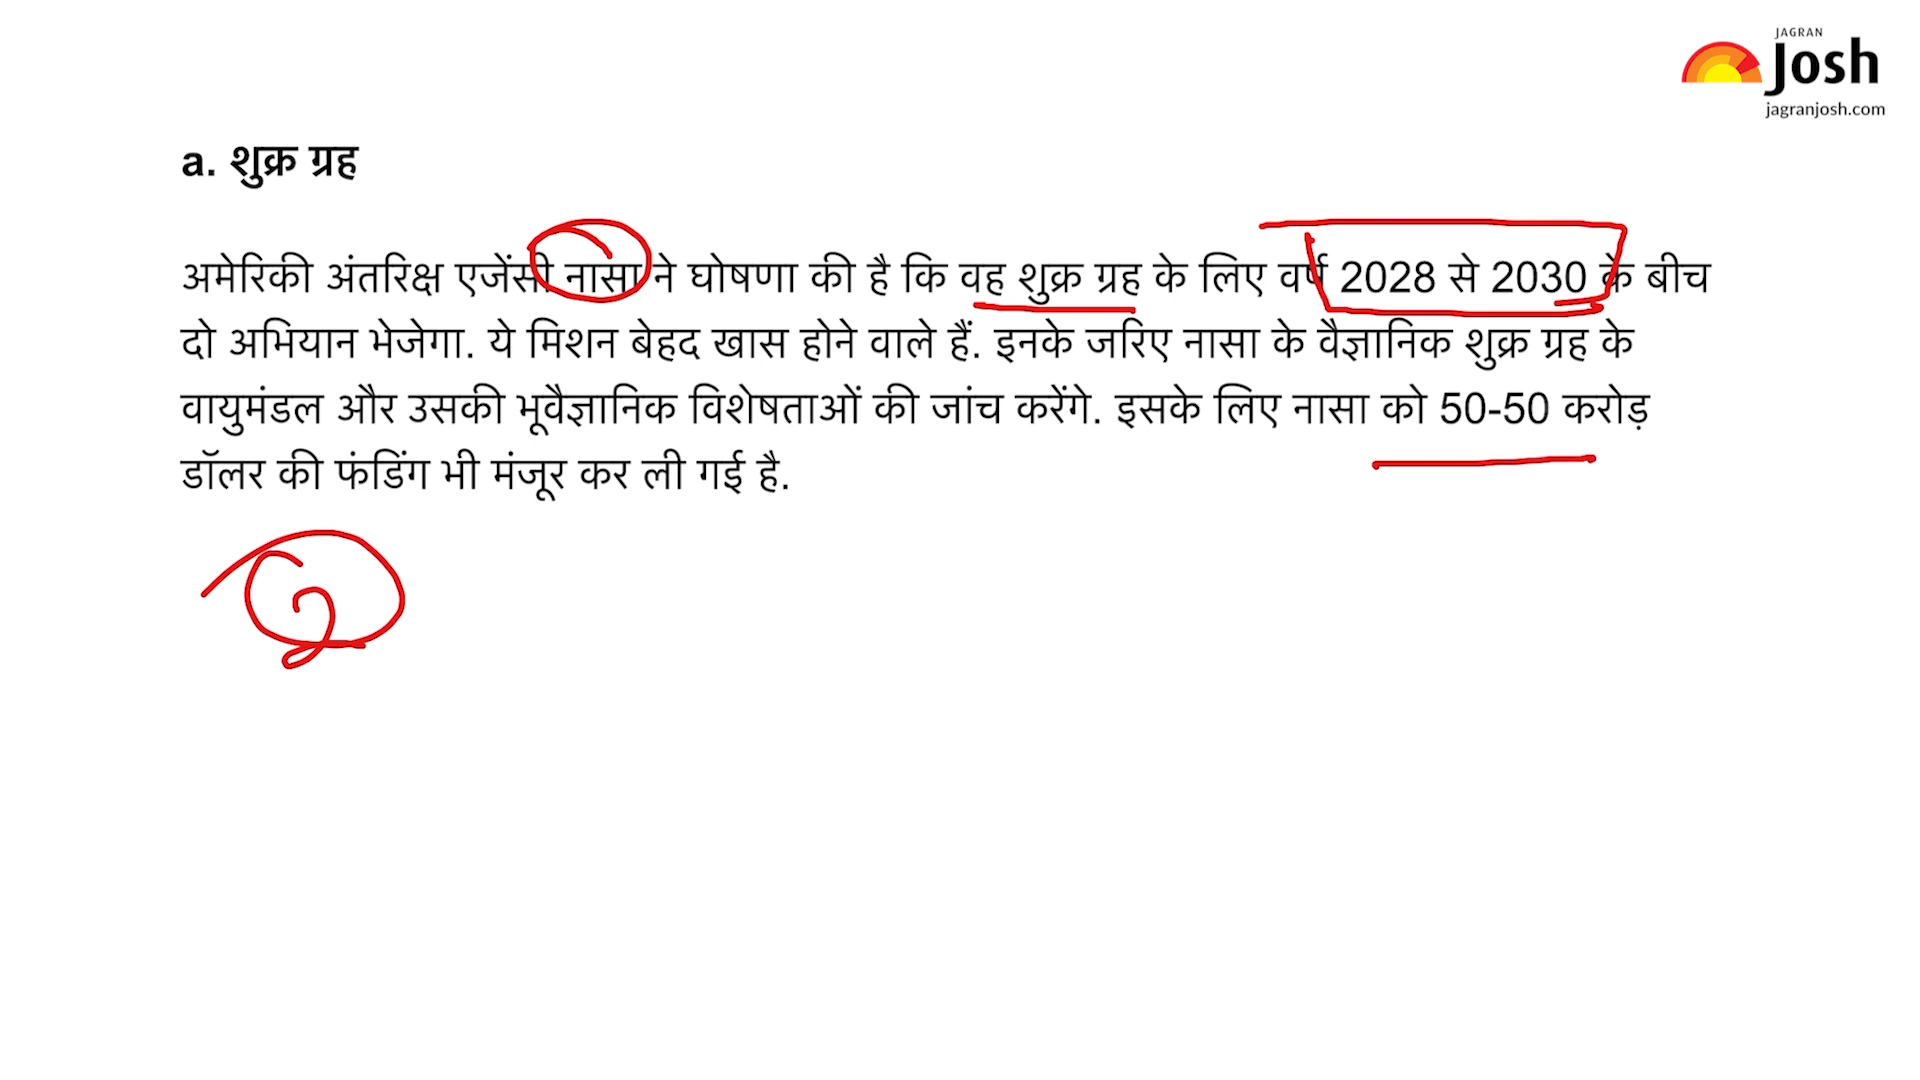 JAGRAN
Josh
jagranjosh.com
a. शुक्र ग्रह
अमेरिकी अंतरिक्ष एजेंसी नासा ने घोषणा की है कि वह शुक्र ग्रह के लिए वर्ष 2028 से 2030 के बीच
दो अभियान भेजेगा. ये मिशन बेहद खास होने वाले हैं. इनके जरिए नासा के वैज्ञानिक शुक्र ग्रह के
वायुमंडल और उसकी भूवैज्ञानिक विशेषताओं की जांच करेंगे. इसके लिए नासा को 50-50 करोड़
डॉलर की फंडिंग भी मंजूर कर ली गई है.
2